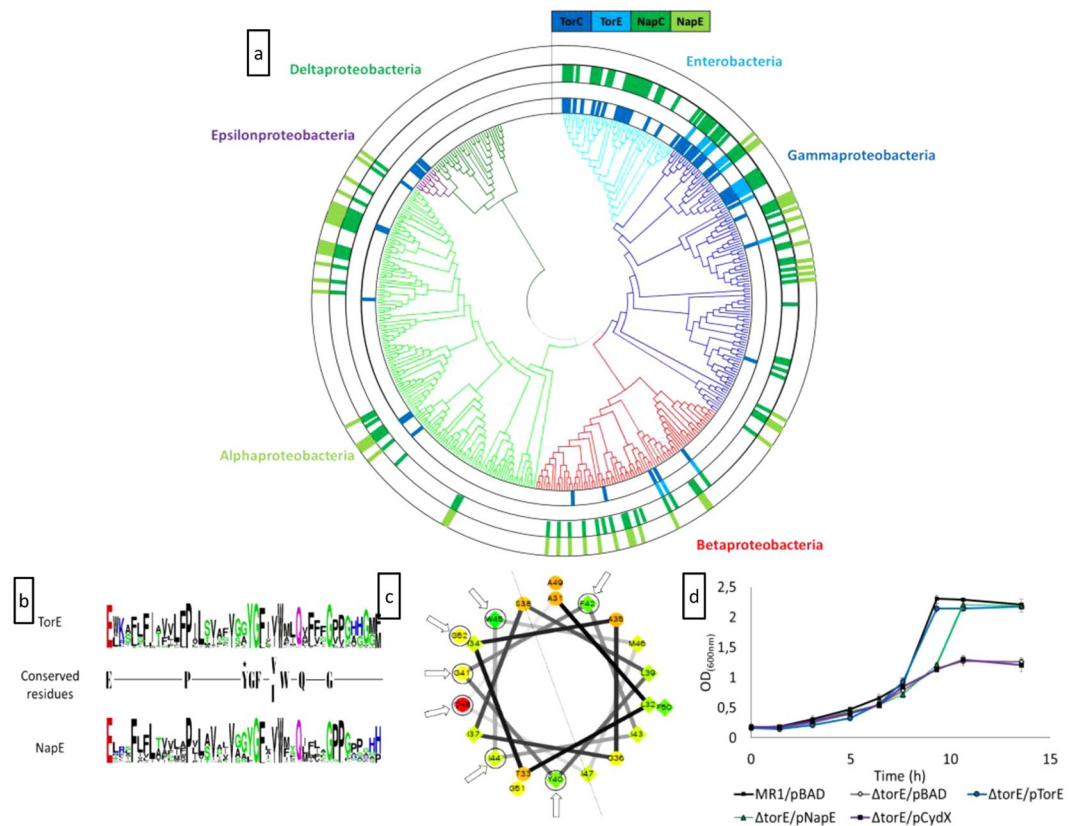 TorC TorE NapC NapE
a
Deltaproteobacteria
Enterobacteria
Epsilonproteobacteria
Gammaproteobacteria
Alphaproteobacteria
Betaproteobacteria
b
TorE
Conserved
residues
E P *YGF V I W Q G
NapE
c
A49
A31
S38
F42
W45
A35
G52
I34
M46
G41
L39
L32
F50
I37
I43
I44
G36
T33
Y40
I47
G51
d
OD(600nm)
2,5
2
1,5
1
0,5
0
0 5 10 15
Time (h)
MR1/pBAD ΔtorE/pBAD ΔtorE/pTorE
ΔtorE/pNapE ΔtorE/pCydX